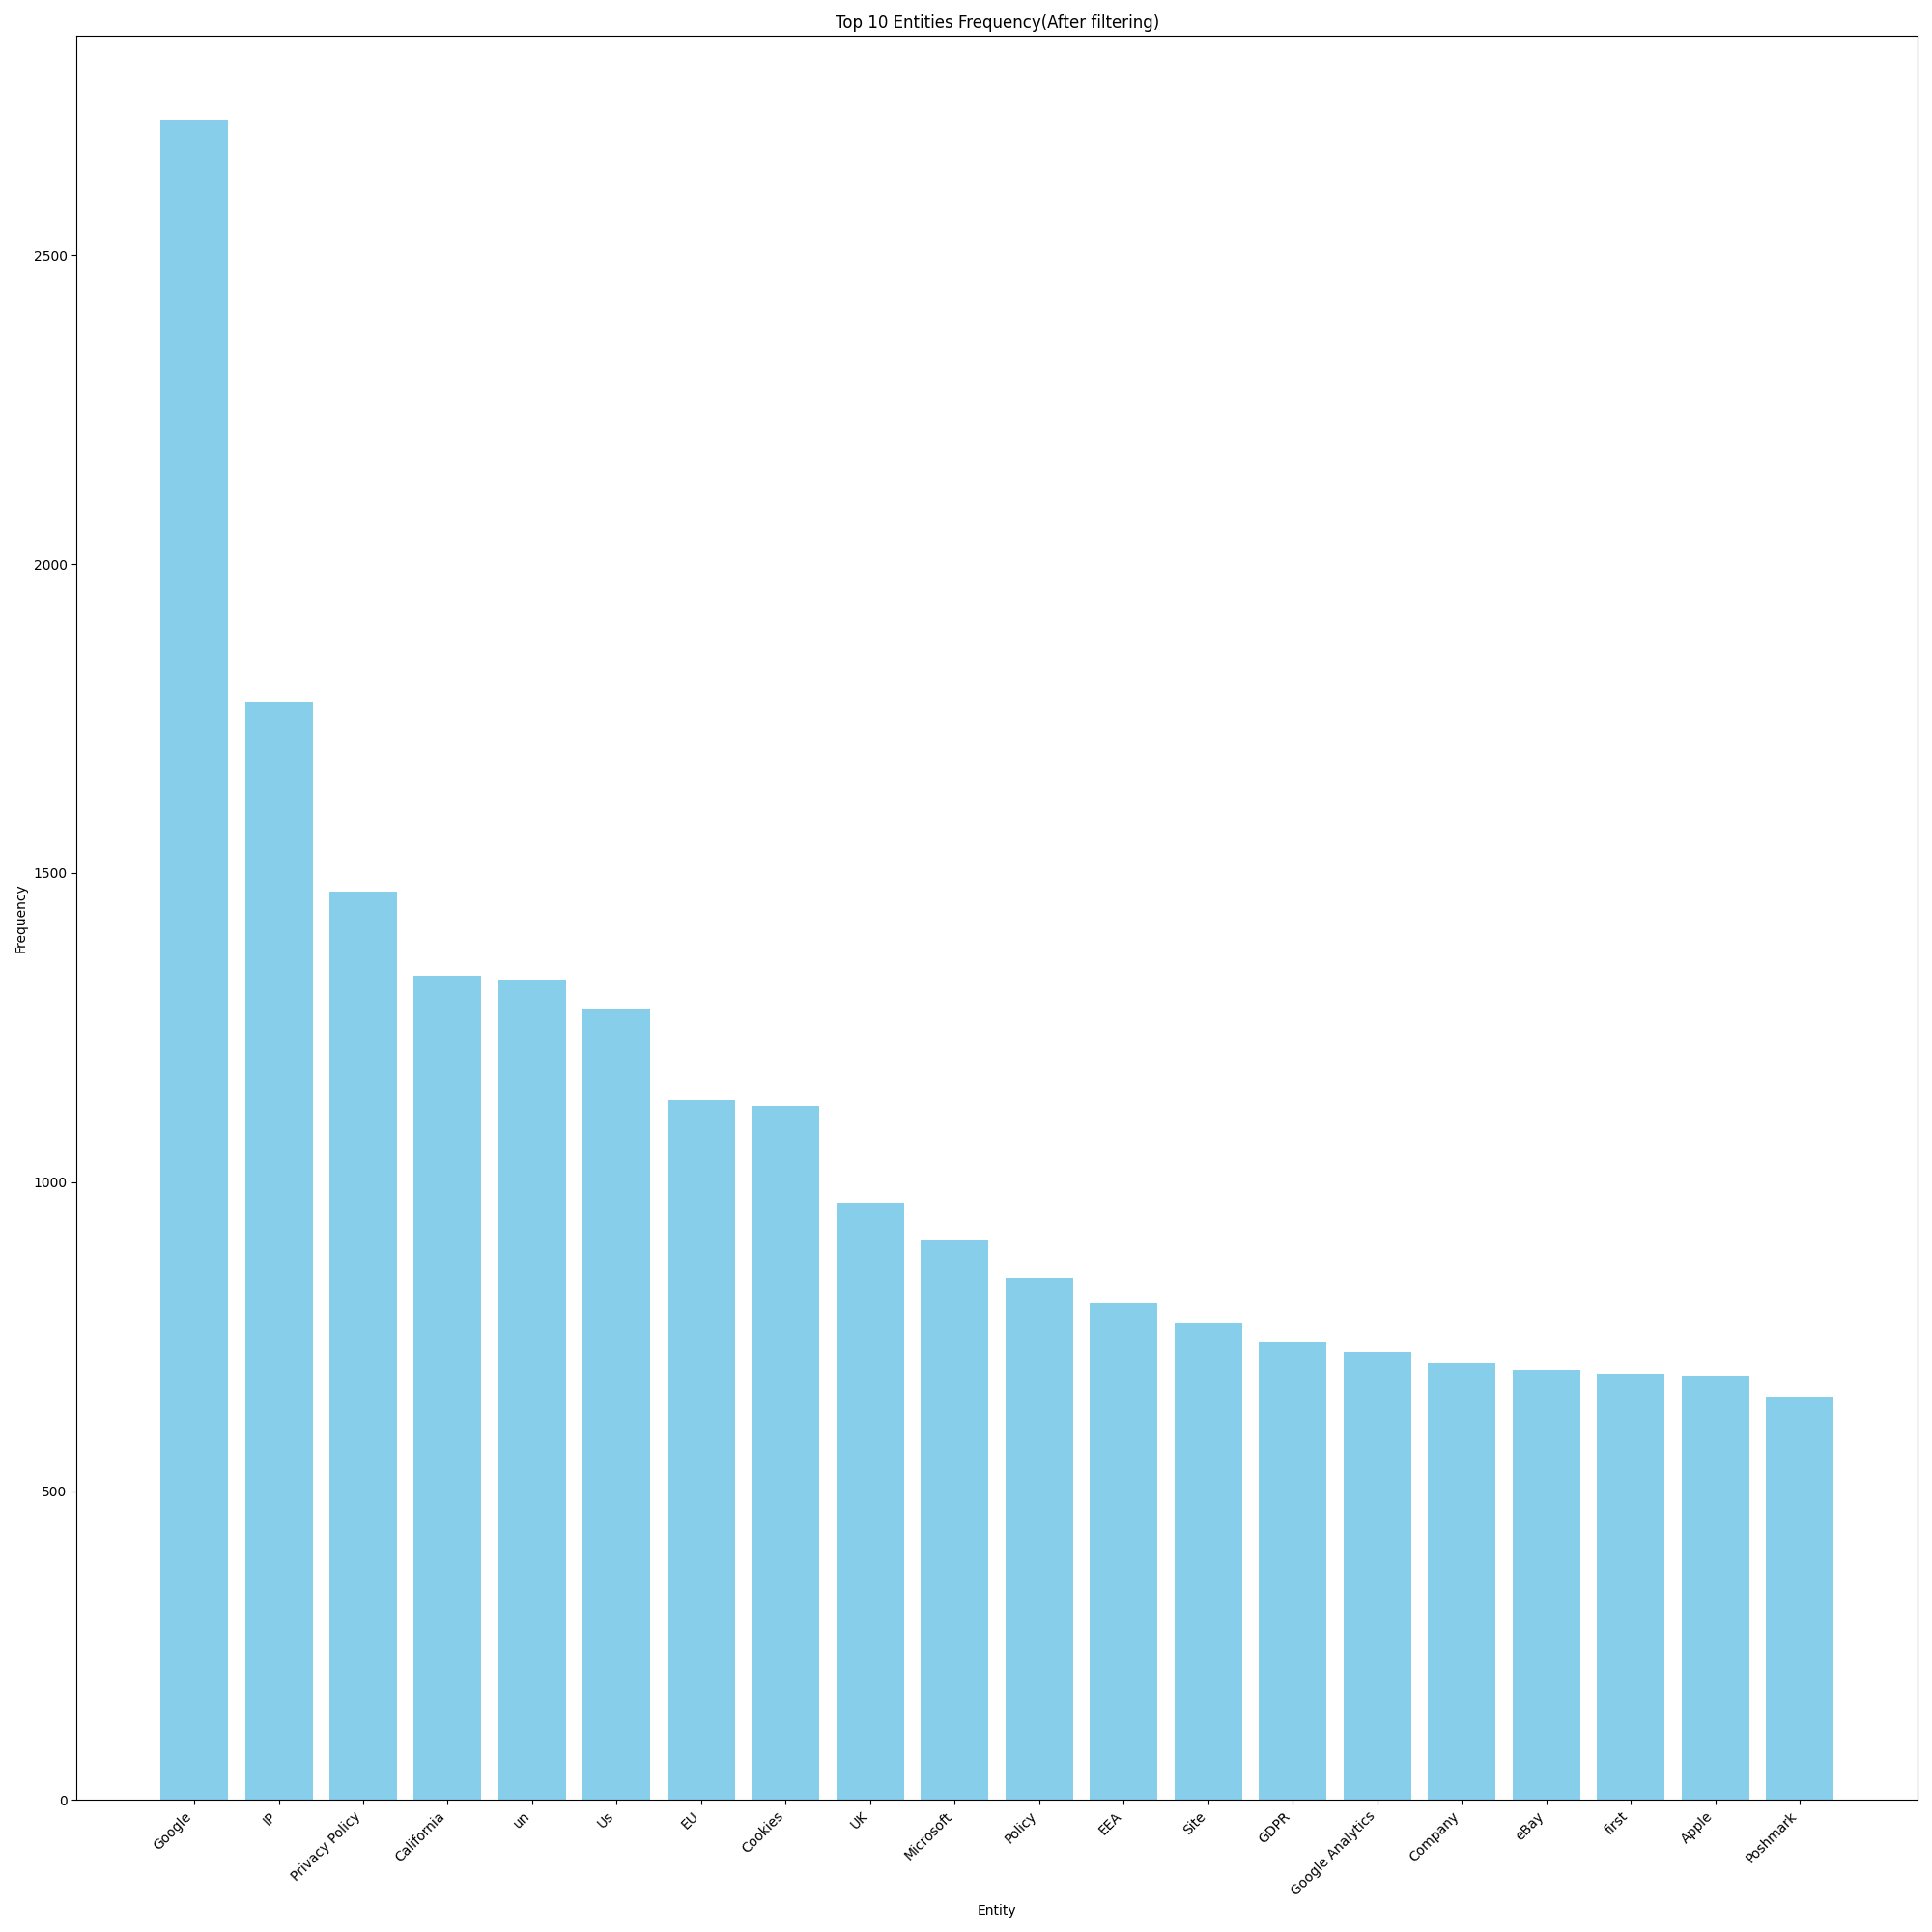 Top 10 Entities Frequency(After filtering)
Frequency
2500
2000
1500
1000
500
0
Google
IP
Privacy Policy
California
un
Us
EU
Cookies
UK
Microsoft
Policy
EEA
Site
GDPR
Google Analytics
Company
eBay
first
Apple
Poshmark
Entity